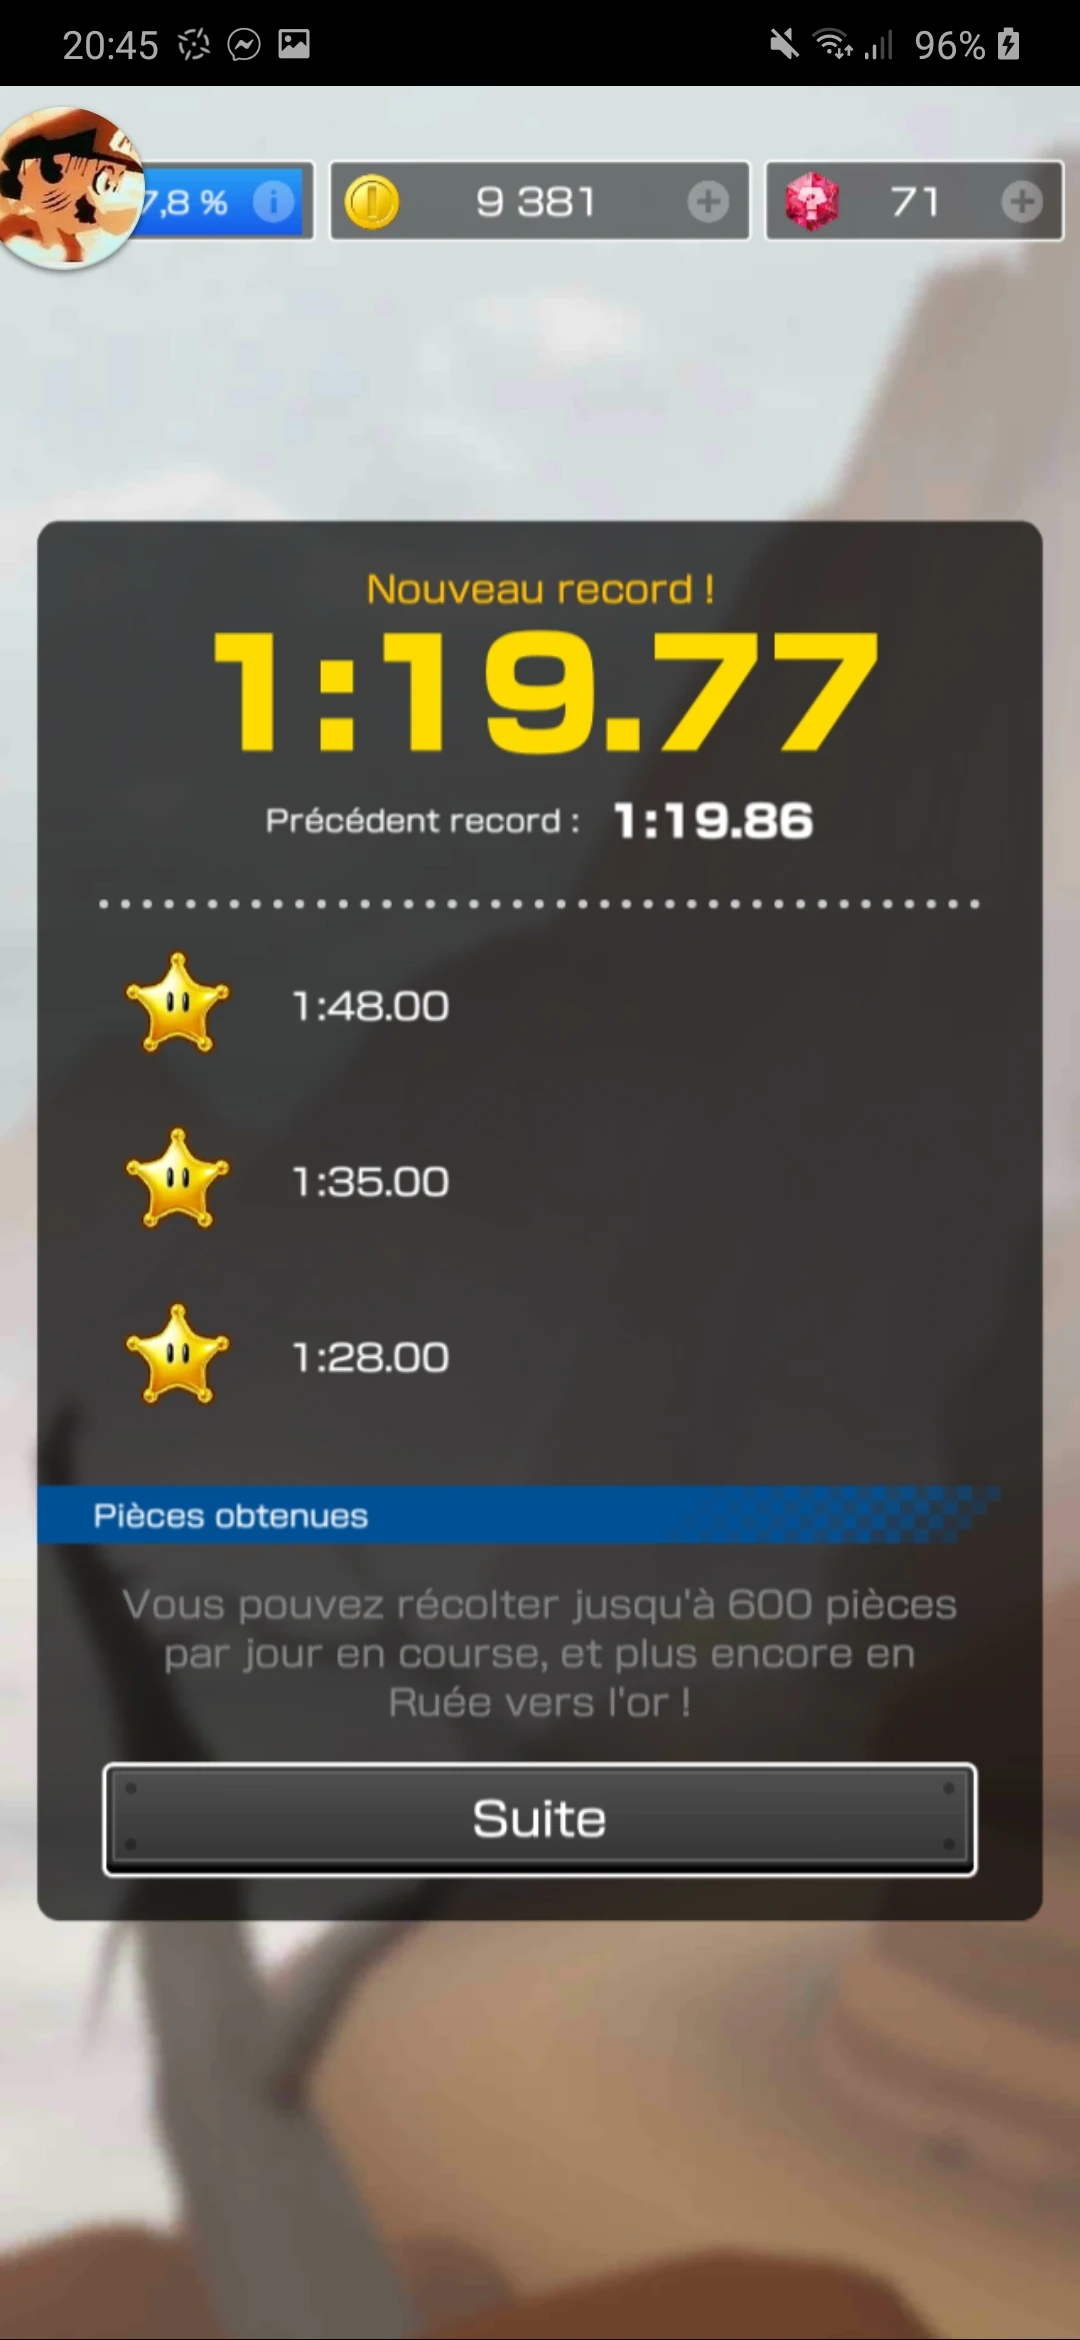 20:45 96%
7,8 % 9 381 71
Nouveau record !
1:19.77
Précédent record : 1:19.86
1:48.00
1:35.00
1:28.00
Pièces obtenues
Vous pouvez récolter jusqu'à 600 pièces
par jour en course, et plus encore en
Ruée vers l'or !
Suite